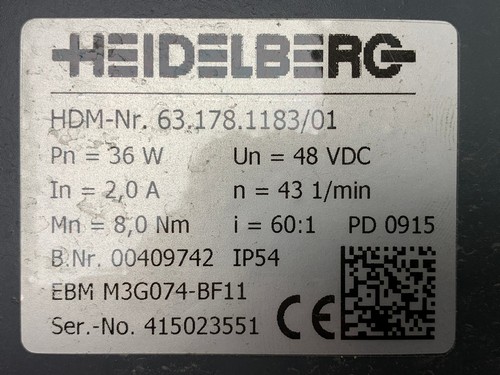 HEIDELBERG
HDM-Nr. 63.178.1183/01
Pn = 36 W Un = 48 VDC
In = 2,0 A n = 43 1/min
Mn = 8,0 Nm i = 60:1 PD 0915
B.Nr. 00409742 IP54
EBM M3G074-BF11
Ser.-No. 415023551 CE